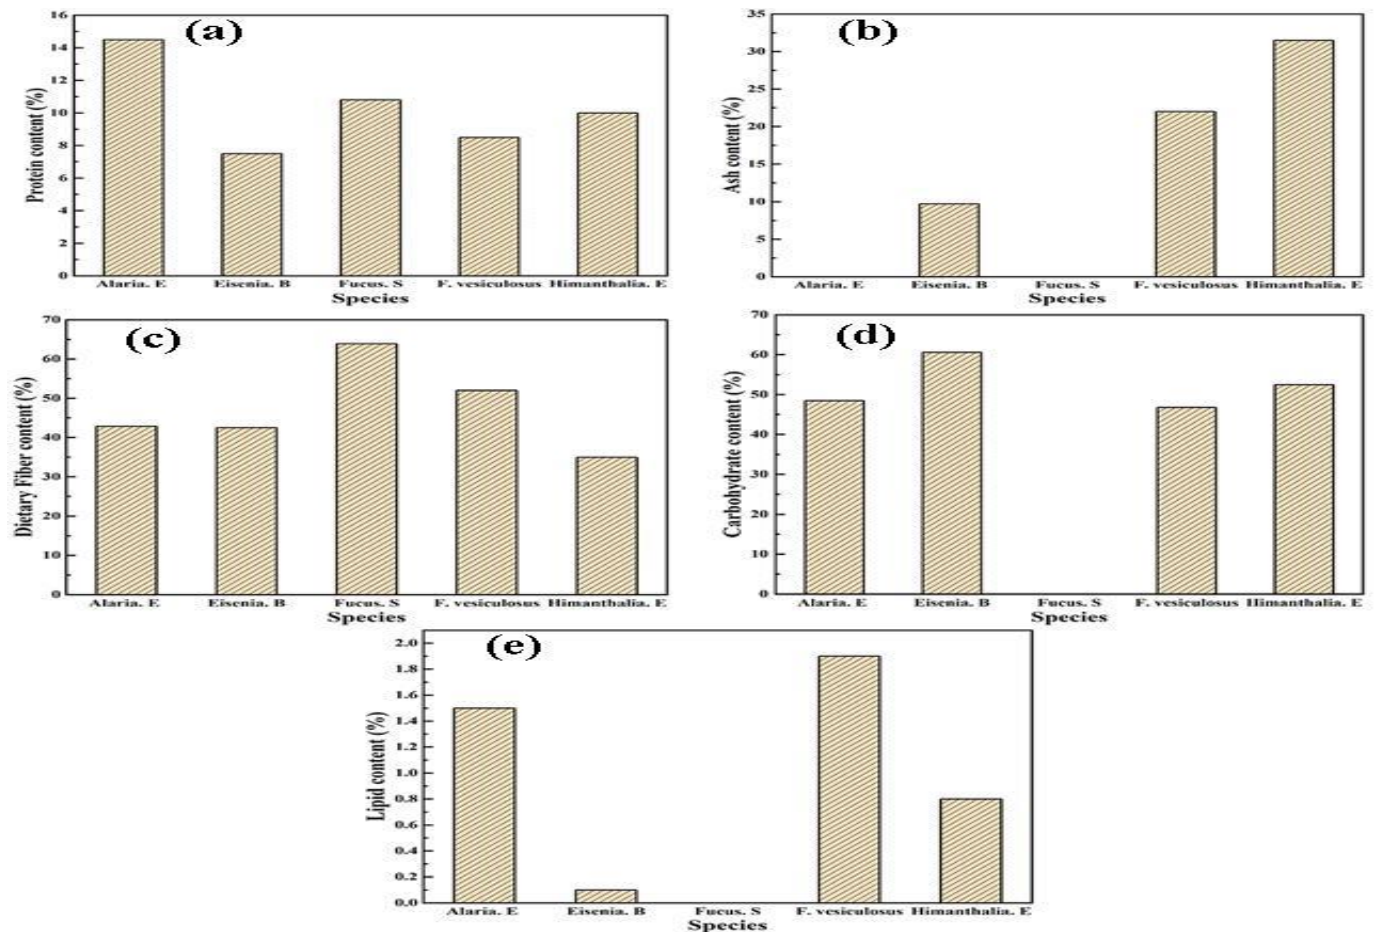 (a)
Protein content (%)
16
14
12
10
8
6
4
2
0
Alaria. E Eisenia. B Fucus. S F. vesiculosus Himanthalia. E
Species
(b)
Ash content (%)
35
30
25
20
15
10
5
0
Alaria. E Eisenia. B Fucus. S F. vesiculosus Himanthalia. E
Species
(c)
Dietary Fiber content (%)
70
60
50
40
30
20
10
0
Alaria. E Eisenia. B Fucus. S F. vesiculosus Himanthalia. E
Species
(d)
Carbohydrate content (%)
70
60
50
40
30
20
10
0
Alaria. E Eisenia. B Fucus. S F. vesiculosus Himanthalia. E
Species
(e)
Lipid content (%)
2.0
1.8
1.6
1.4
1.2
1.0
0.8
0.6
0.4
0.2
0.0
Alaria. E Eisenia. B Fucus. S F. vesiculosus Himanthalia. E
Species